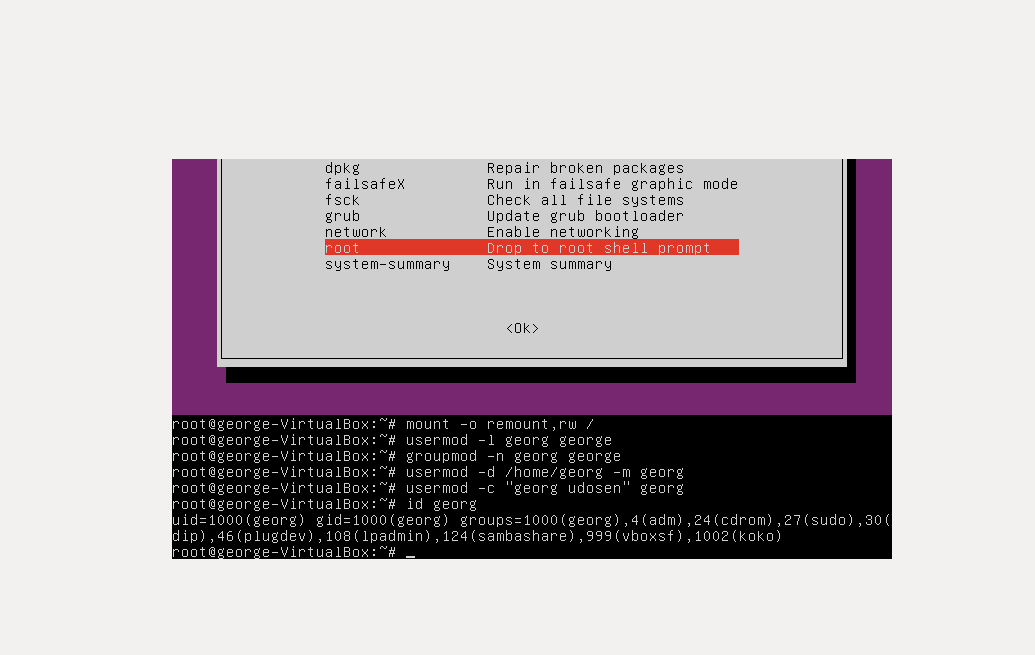 dpkg Repair broken packages
failsafeX Run in failsafe graphic mode
fsck Check all file systems
grub Update grub bootloader
network Enable networking
root Drop to root shell prompt
system-summary System summary
<Ok>
root@george-VirtualBox:~# mount -o remount,rw /
root@george-VirtualBox:~# usermod -l georg george
root@george-VirtualBox:~# groupmod -n georg george
root@george-VirtualBox:~# usermod -d /home/georg -m georg
root@george-VirtualBox:~# usermod -c "georg udosen" georg
root@george-VirtualBox:~# id georg
uid=1000(georg) gid=1000(georg) groups=1000(georg),4(adm),24(cdrom),27(sudo),30(
dip),46(plugdev),108(lpadmin),124(sambashare),999(vboxsf),1002(koko)
root@george-VirtualBox:~# _